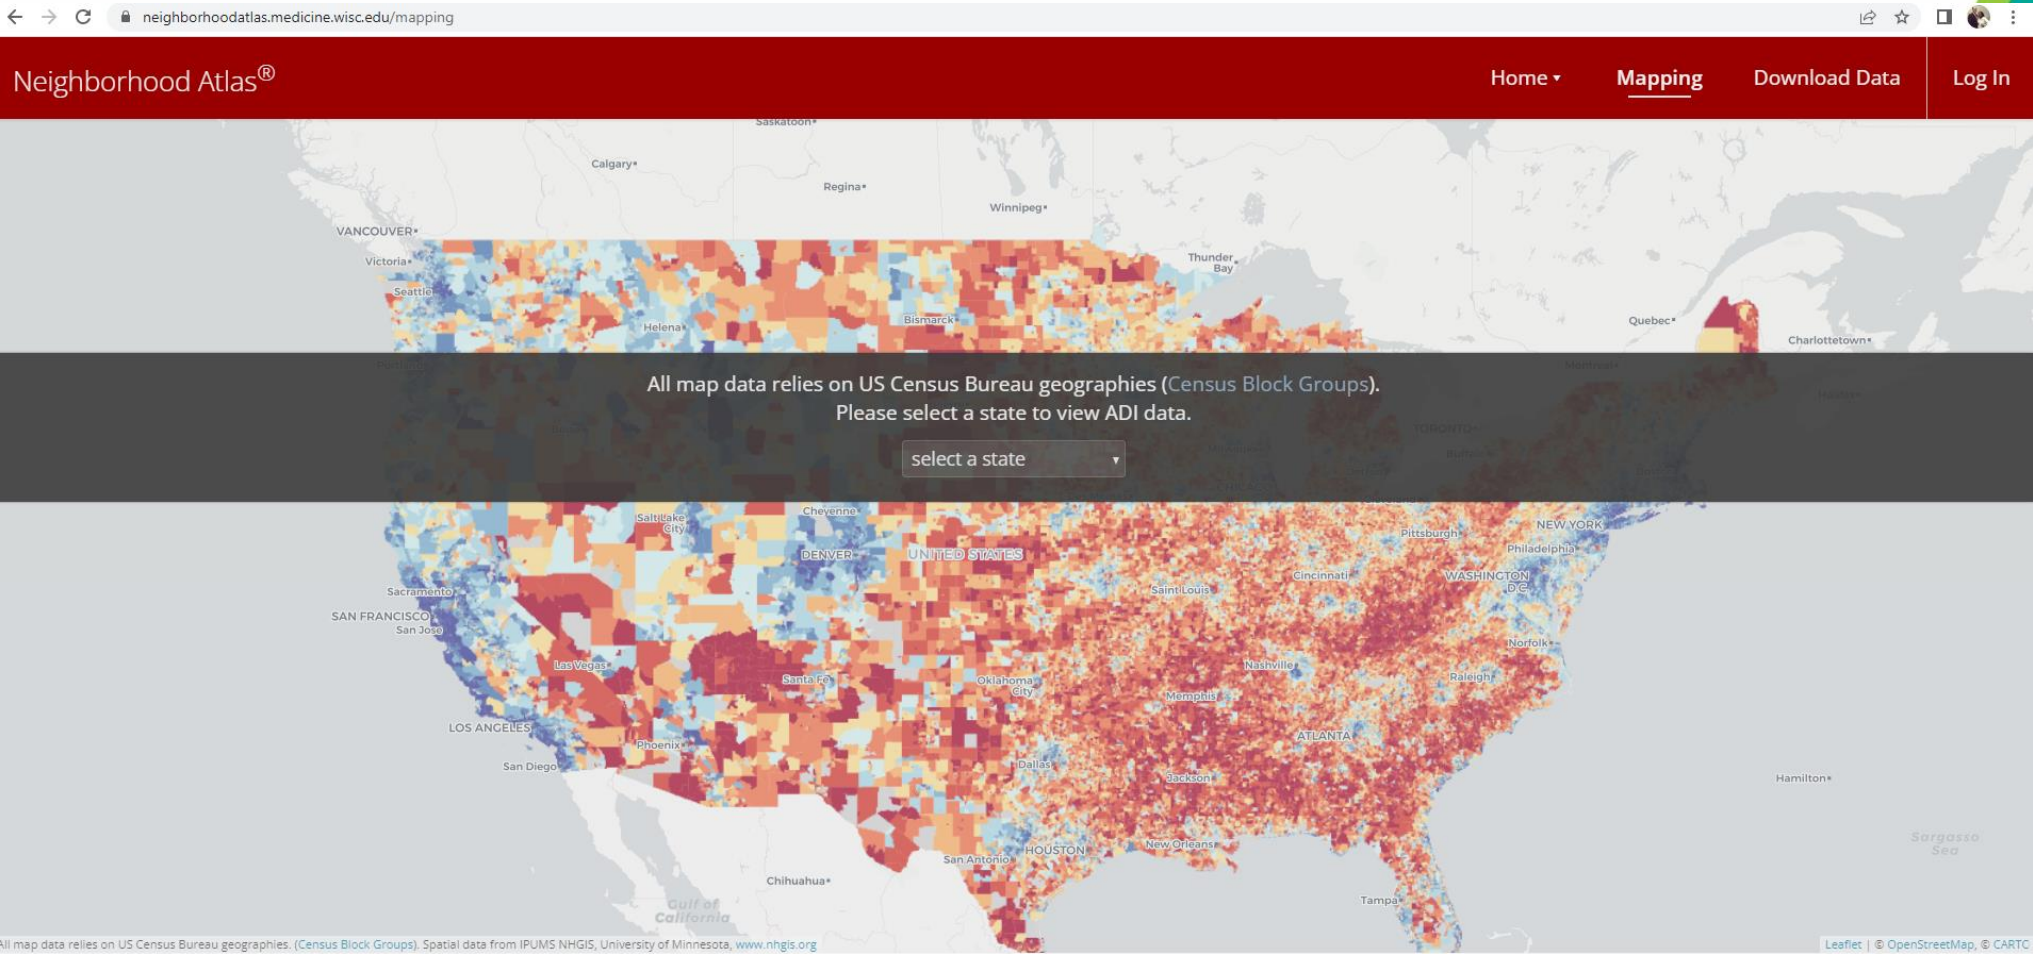 neighborhoodatlas.medicine.wisc.edu/mapping
Neighborhood Atlas®
Home ▾ Mapping Download Data Log In
Saskatoon
Calgary
Regina
Winnipeg
VANCOUVER
Victoria
Thunder
Bay
Seattle
Helena
Bismarck
Quebec
Charlottetown
Montreal
All map data relies on US Census Bureau geographies (Census Block Groups).
Please select a state to view ADI data.
TORONTO
select a state ▾
Salt Lake
City
Cheyenne
NEW YORK
Pittsburgh
DENVER
UNITED STATES
Philadelphia
Cincinnati
WASHINGTON
D.C.
Sacramento
Saint Louis
SAN FRANCISCO
San Jose
Norfolk
Las Vegas
Nashville
Santa Fe
Oklahoma
City
Raleigh
Memphis
LOS ANGELES
ATLANTA
Phoenix
San Diego
Dallas
Jackson
Hamilton
Sargasso
Sea
New Orleans
HOUSTON
San Antonio
Chihuahua
Tampa
Gulf of
California
All map data relies on US Census Bureau geographies. (Census Block Groups). Spatial data from IPUMS NHGIS, University of Minnesota, www.nhgis.org
Leaflet | © OpenStreetMap, © CARTC